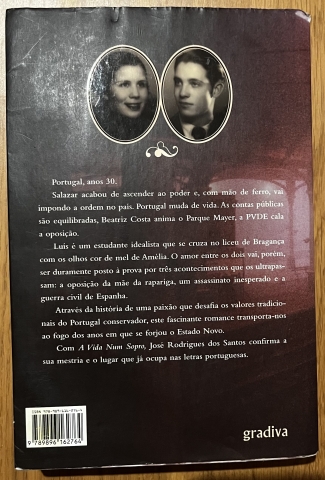 Portugal, anos 30.
Salazar acabou de ascender ao poder e, com mão de ferro, vai
impondo a ordem no país. Portugal muda de vida. As contas públicas
são equilibradas, Beatriz Costa anima o Parque Mayer, a PVDE cala
a oposição.
Luís é um estudante idealista que se cruza no liceu de Bragança
com os olhos cor de mel de Amélia. O amor entre os dois vai, porém,
ser duramente posto à prova por três acontecimentos que os ultrapas-
sam: a oposição da mãe da rapariga, um assassínio inesperado e a
guerra civil de Espanha.
Através da história de uma paixão que desafia os valores tradicio-
nais do Portugal conservador, este fascinante romance transporta-nos
ao fogo dos anos em que se forjou o Estado Novo.
Com A Vida Num Sopro, José Rodrigues dos Santos confirma a
sua mestria e o lugar que já ocupa nas letras portuguesas.
ISBN 978-989-616-276-4
9 789896 162764
gradiva